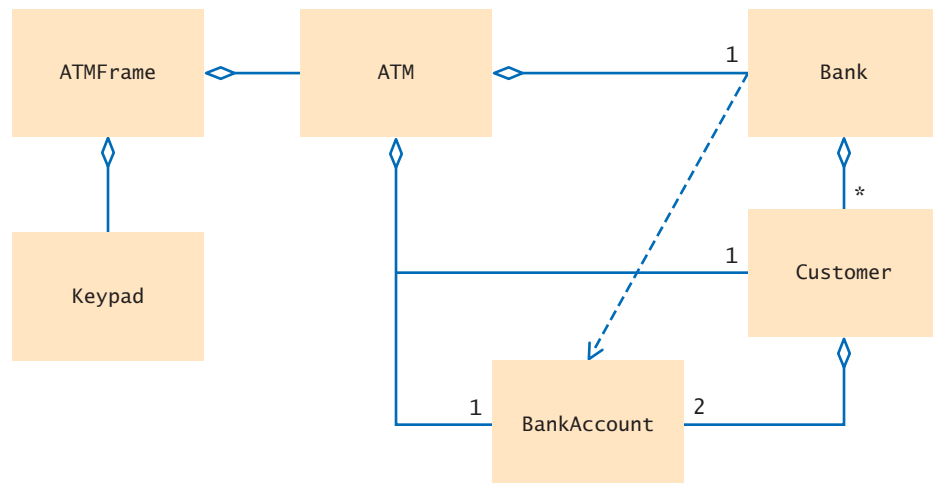 ATMFrame
ATM
1
Bank
*
Keypad
1
Customer
1
BankAccount
2